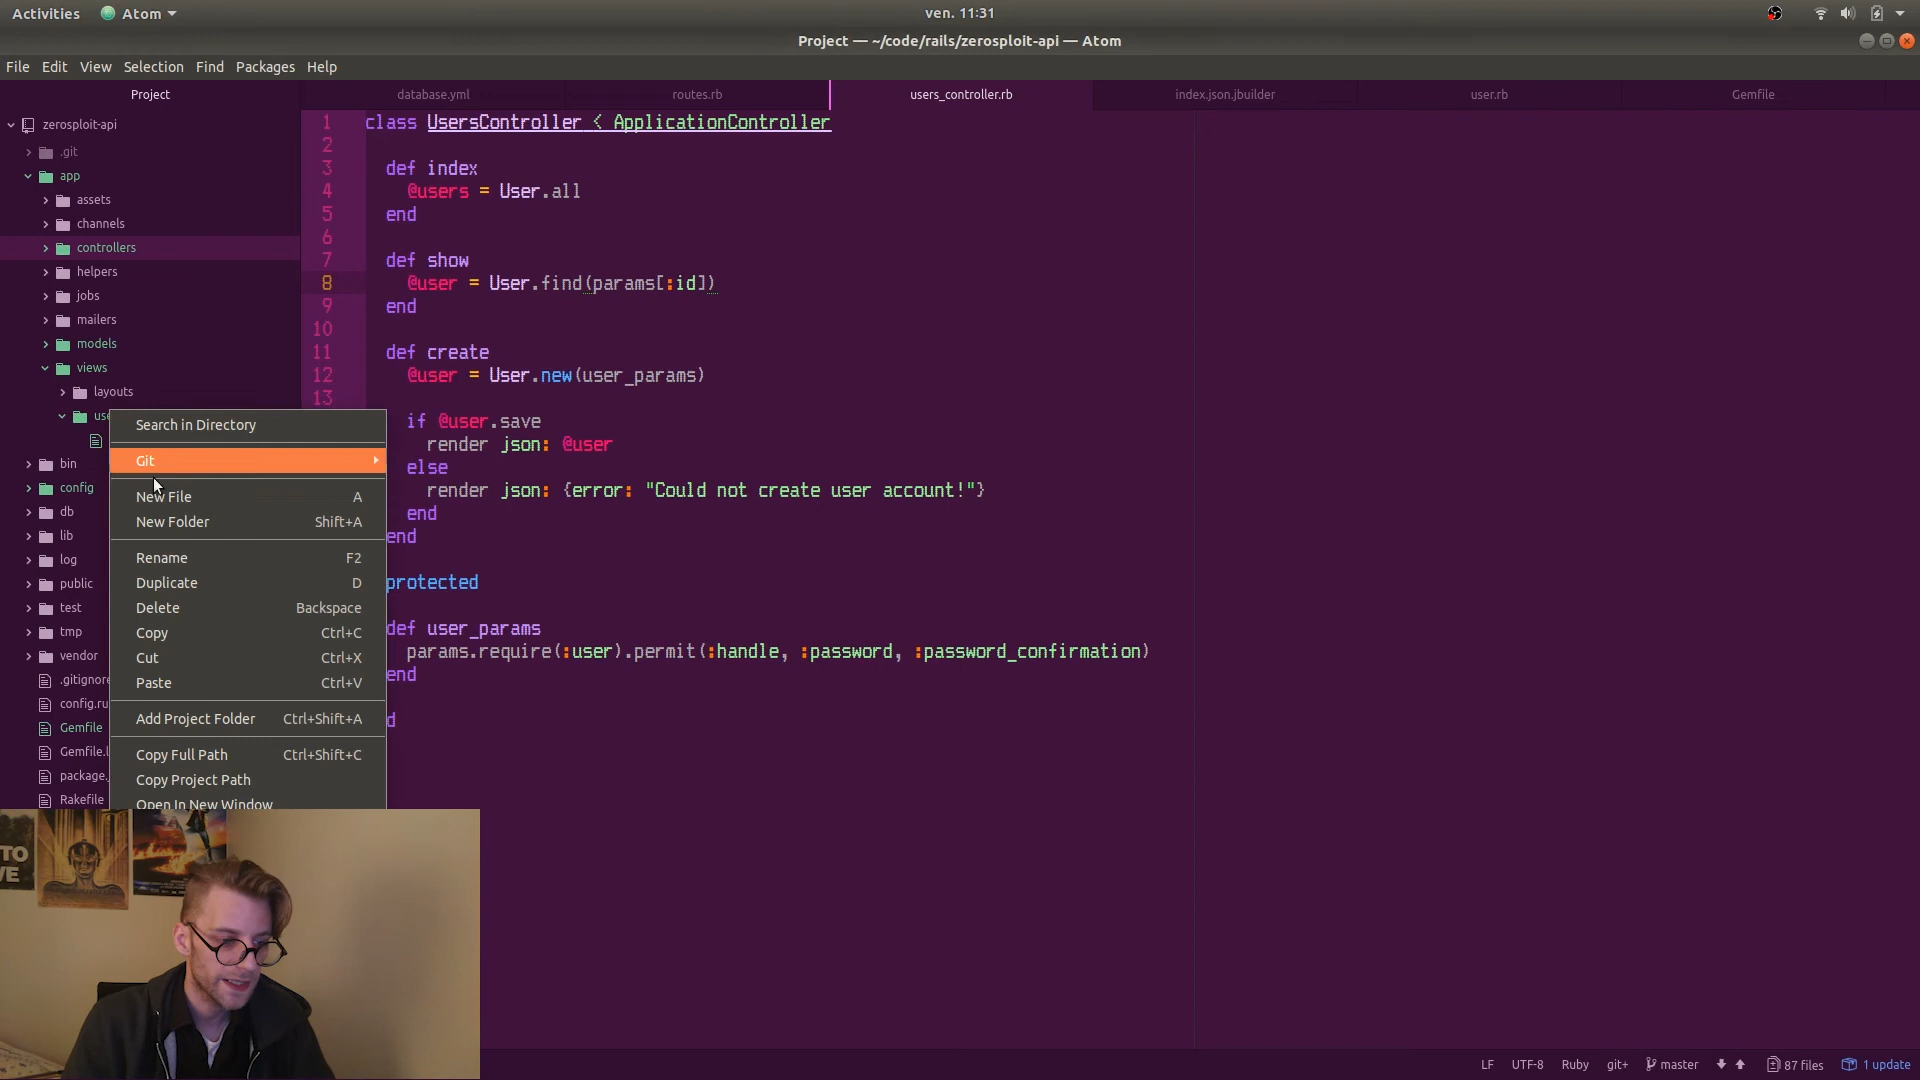 Activities Atom ven. 11:31
Project — ~/code/rails/zerosploit-api — Atom
File Edit View Selection Find Packages Help
Project
database.yml routes.rb users_controller.rb index.json.jbuilder user.rb Gemfile
zerosploit-api
.git
app
assets
channels
controllers
helpers
jobs
mailers
models
views
layouts
use
bin
config
db
lib
log
public
test
tmp
vendor
.gitignore
config.ru
Gemfile
Gemfile.l
package.
Rakefile
Search in Directory
Git
New File A
New Folder Shift+A
Rename F2
Duplicate D
Delete Backspace
Copy Ctrl+C
Cut Ctrl+X
Paste Ctrl+V
Add Project Folder Ctrl+Shift+A
Copy Full Path Ctrl+Shift+C
Copy Project Path
Open In New Window
1 class UsersController < ApplicationController
2
3 def index
4 @users = User.all
5 end
6
7 def show
8 @user = User.find(params[:id])
9 end
10
11 def create
12 @user = User.new(user_params)
13
if @user.save
render json: @user
else
render json: {error: "Could not create user account!"}
end
end
protected
def user_params
params.require(:user).permit(:handle, :password, :password_confirmation)
end
d
TO
VE
LF UTF-8 Ruby git+ master 87 files 1 update